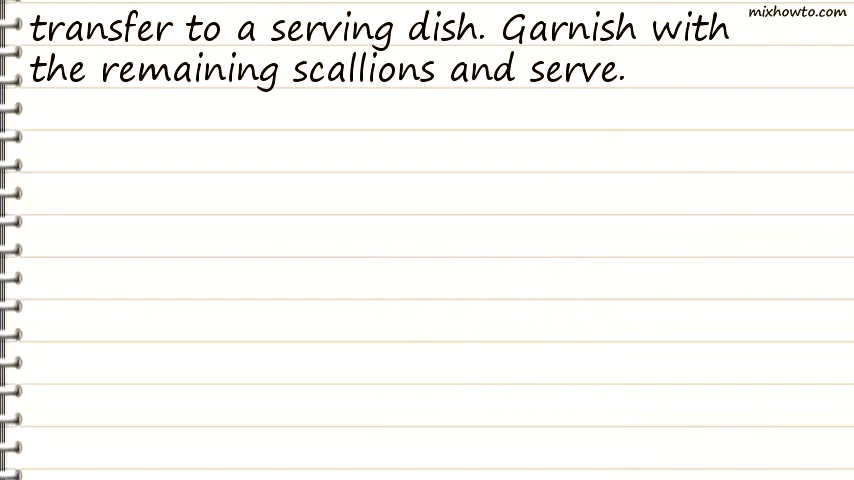 mixhowto.com
transfer to a serving dish. Garnish with
the remaining scallions and serve.